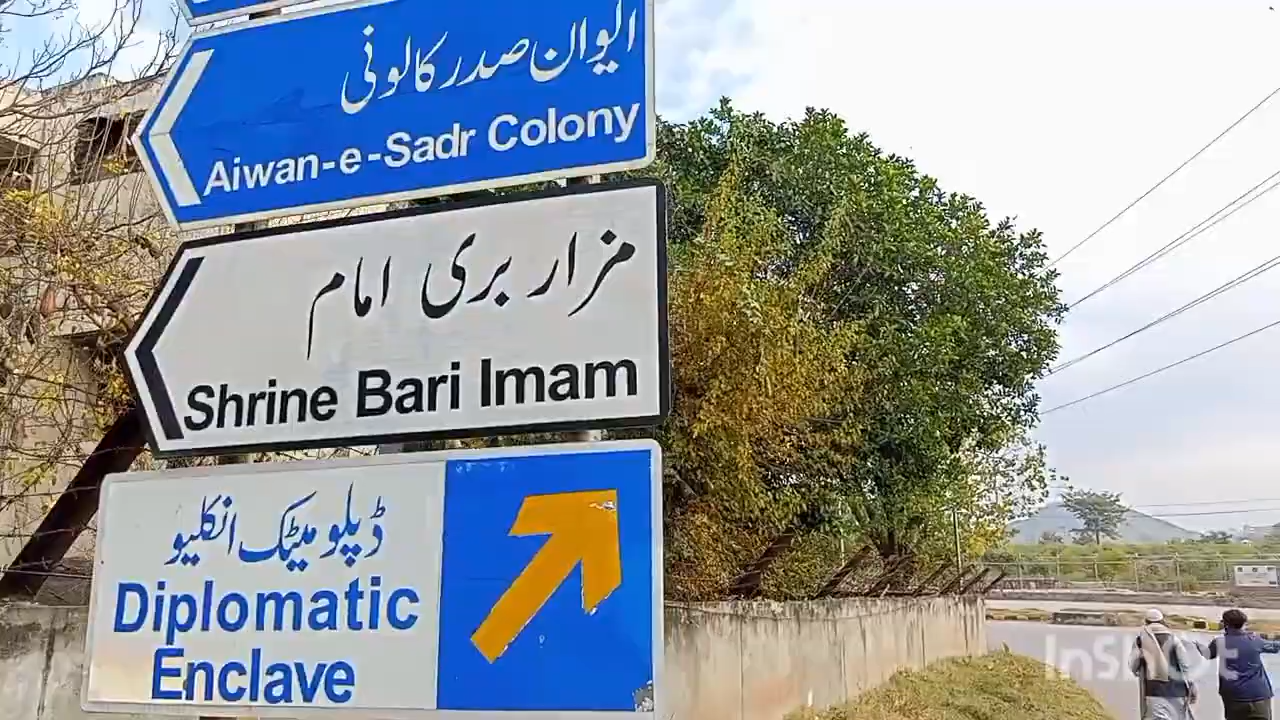 ایوان صدر کالونی
Aiwan-e-Sadr Colony
مزار بری امام
Shrine Bari Imam
ڈپلومیٹک انکلیو
Diplomatic
Enclave
InShOt